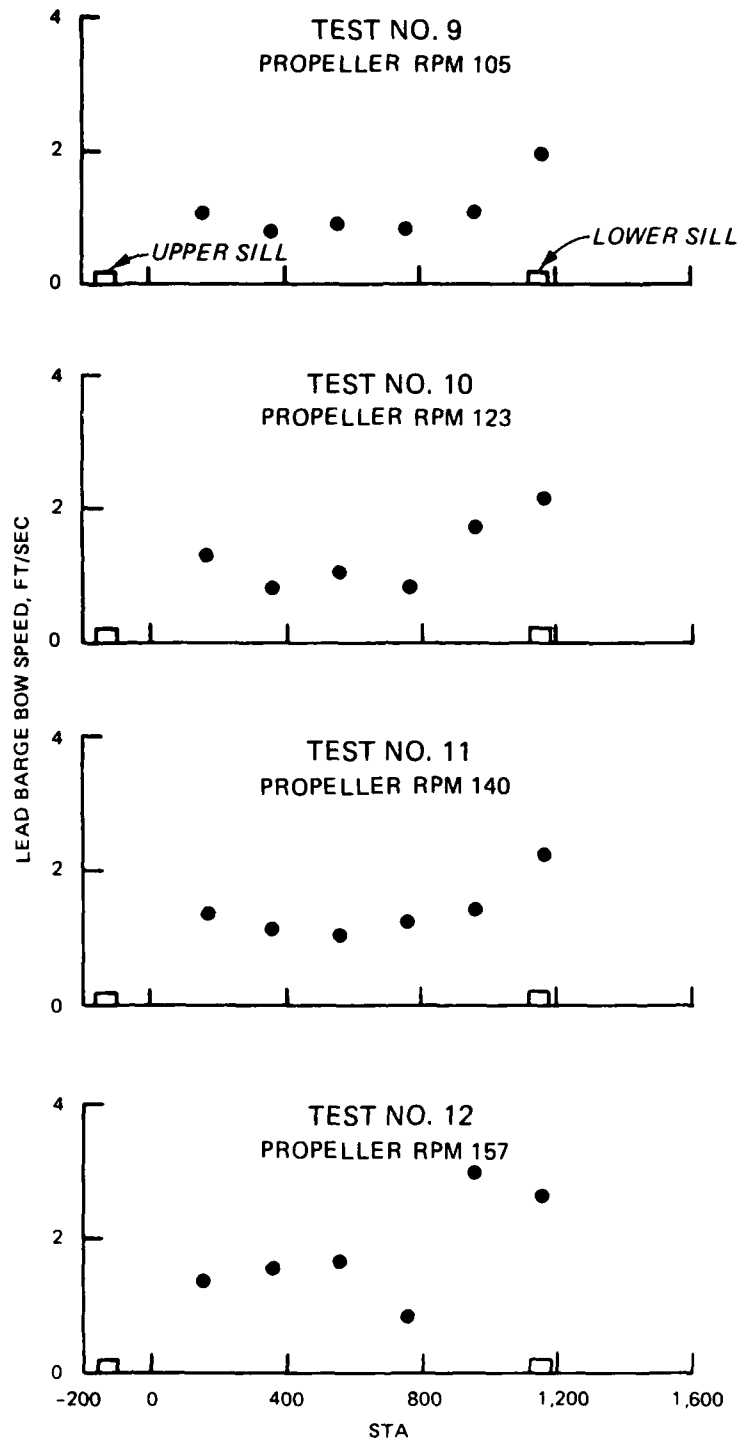 TEST NO. 9
PROPELLER RPM 105
4
2
0
UPPER SILL
LOWER SILL
TEST NO. 10
PROPELLER RPM 123
4
2
0
LEAD BARGE BOW SPEED, FT/SEC
TEST NO. 11
PROPELLER RPM 140
4
2
0
TEST NO. 12
PROPELLER RPM 157
4
2
0
-200 0 400 800 1,200 1,600
STA